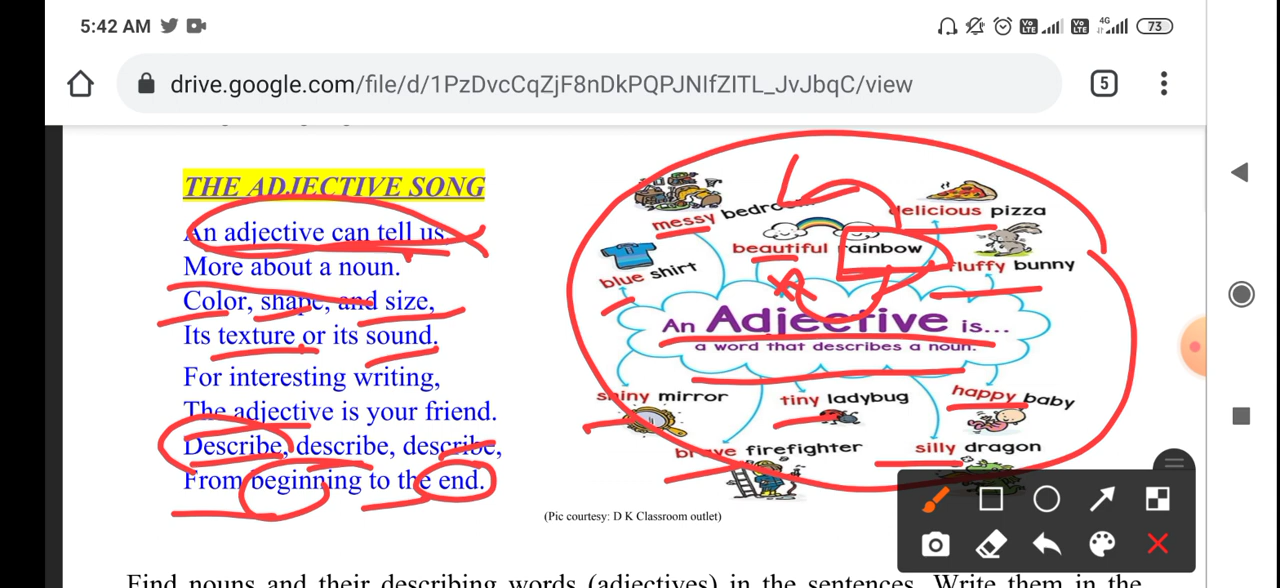 5:42 AM
4G
73
drive.google.com/file/d/1PzDvcCqZjF8nDkPQPJNIfZITL_JvJbqC/view
5
THE ADJECTIVE SONG
An adjective can tell us
More about a noun.
Color, shape, and size,
Its texture or its sound.
For interesting writing,
The adjective is your friend.
Describe, describe, describe,
From beginning to the end.
messy bedroom
delicious pizza
beautiful rainbow
blue shirt
fluffy bunny
An Adjective is...
a word that describes a noun.
shiny mirror
tiny ladybug
happy baby
brave firefighter
silly dragon
(Pic courtesy: D K Classroom outlet)
Find nouns and their describing words (adjectives) in the sentences. Write them in the